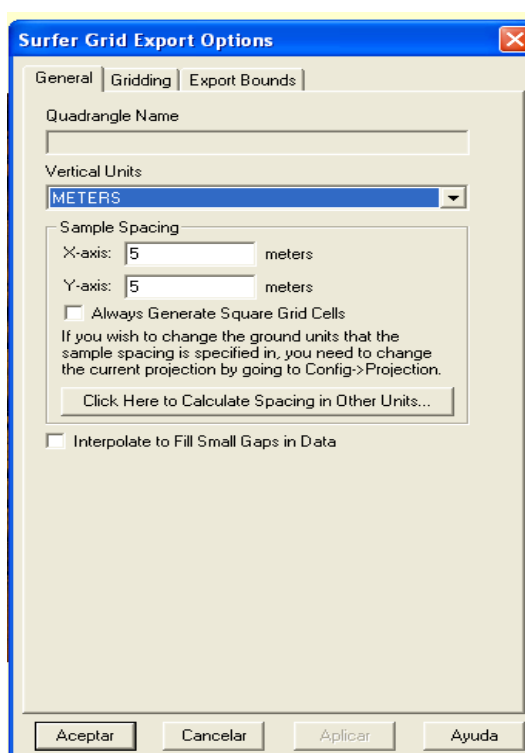 Surfer Grid Export Options
General Gridding Export Bounds
Quadrangle Name
Vertical Units
METERS
Sample Spacing
X-axis: 5 meters
Y-axis: 5 meters
Always Generate Square Grid Cells
If you wish to change the ground units that the
sample spacing is specified in, you need to change
the current projection by going to Config->Projection.
Click Here to Calculate Spacing in Other Units...
Interpolate to Fill Small Gaps in Data
Aceptar Cancelar Aplicar Ayuda